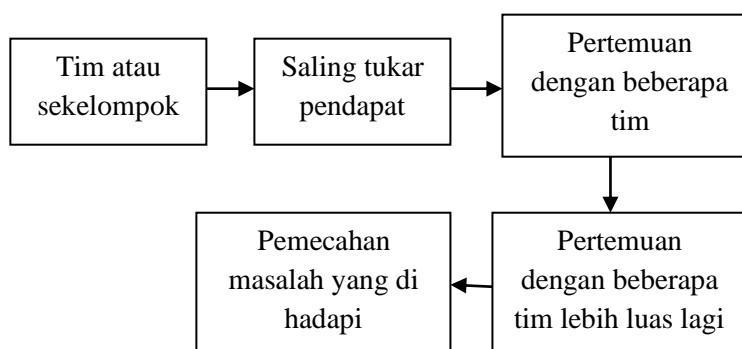 Tim atau
sekelompok
Saling tukar
pendapat
Pertemuan
dengan beberapa
tim
Pertemuan
dengan beberapa
tim lebih luas lagi
Pemecahan
masalah yang di
hadapi